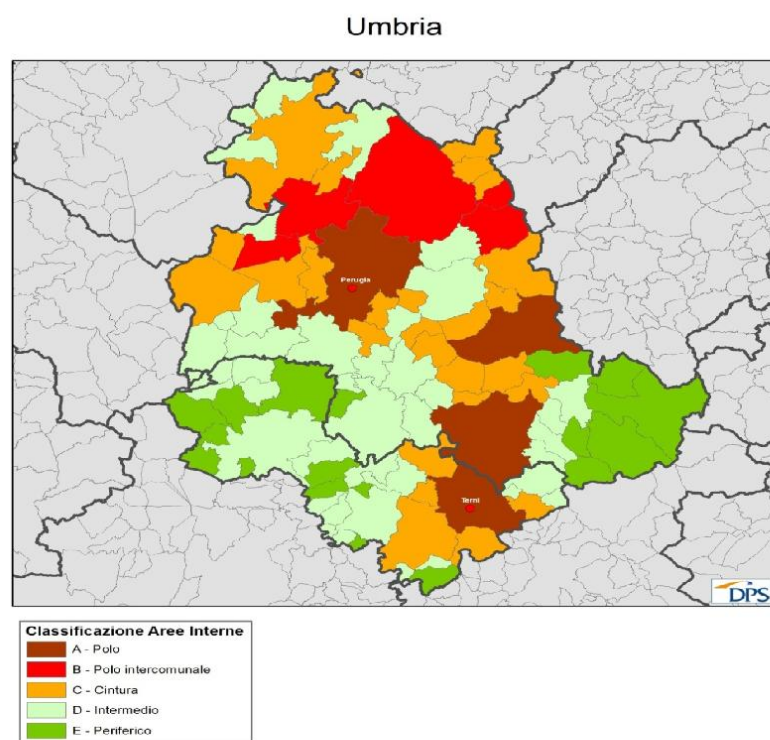 Umbria
Perugia
Terni
DPS
Classificazione Aree Interne
A - Polo
B - Polo intercomunale
C - Cintura
D - Intermedio
E - Periferico